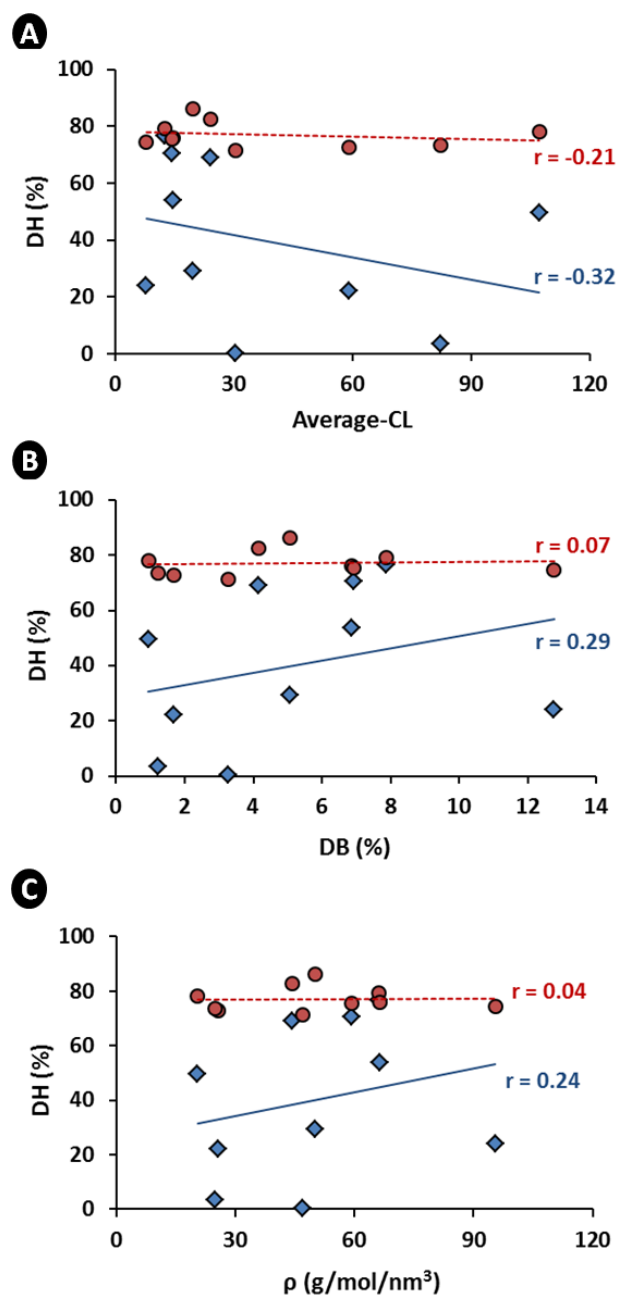 A
100
80
60
40
20
0
DH (%)
r = -0.21
r = -0.32
0 30 60 90 120
Average-CL
B
100
80
60
40
20
0
DH (%)
r = 0.07
r = 0.29
0 2 4 6 8 10 12 14
DB (%)
C
100
80
60
40
20
0
DH (%)
r = 0.04
r = 0.24
0 30 60 90 120
ρ (g/mol/nm³)